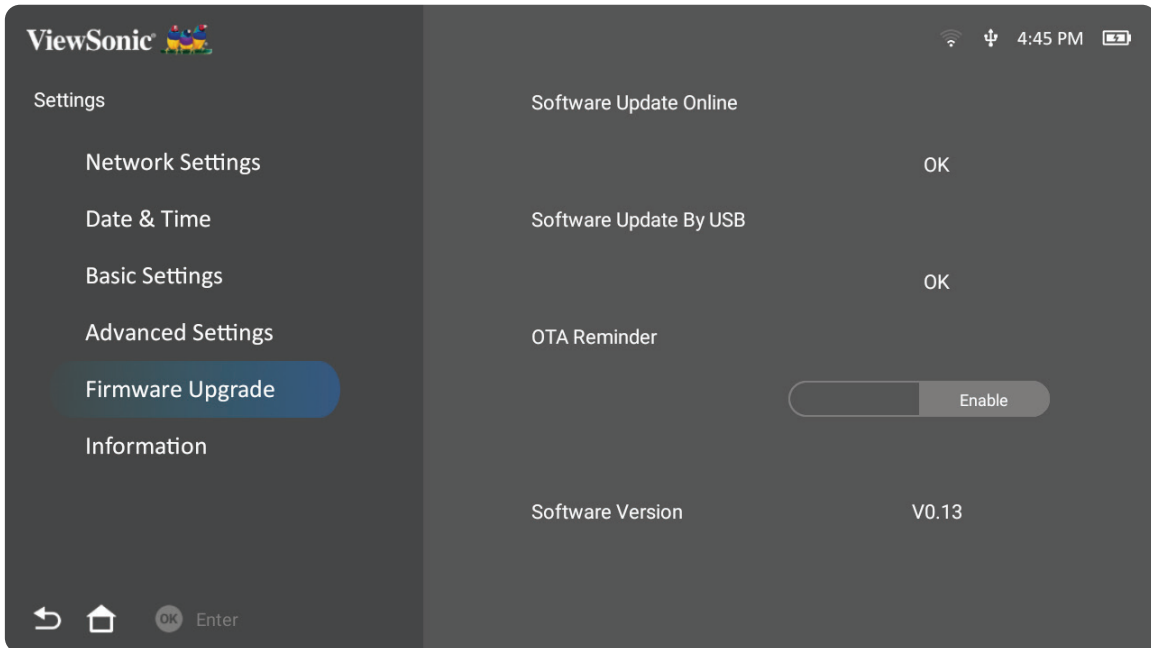 ViewSonic®
4:45 PM
Settings
Network Settings
Date & Time
Basic Settings
Advanced Settings
Firmware Upgrade
Information
OK Enter
Software Update Online
OK
Software Update By USB
OK
OTA Reminder
Enable
Software Version V0.13